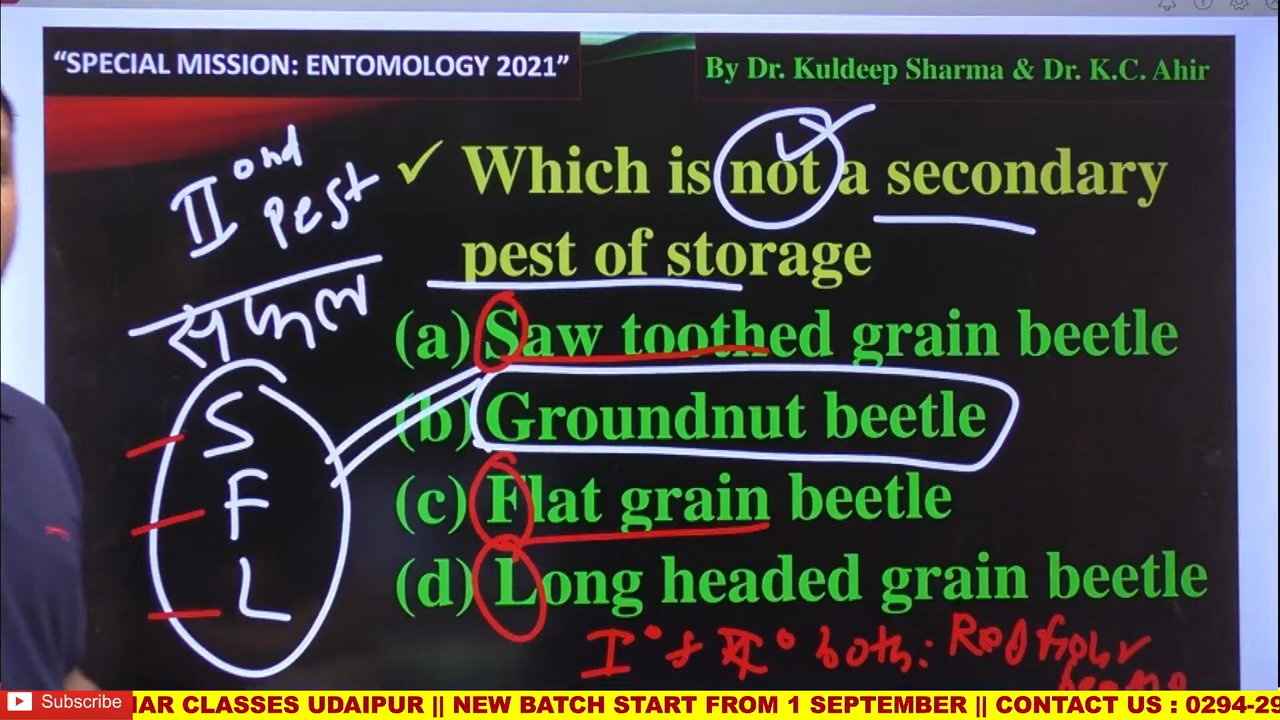 “SPECIAL MISSION: ENTOMOLOGY 2021”
By Dr. Kuldeep Sharma & Dr. K.C. Ahir
II ond
pest
सफल
S
F
L
✓ Which is not a secondary
pest of storage
(a) Saw toothed grain beetle
(b) Groundnut beetle
(c) Flat grain beetle
(d) Long headed grain beetle
I° + II° both: Red
Subscribe
IAR CLASSES UDAIPUR || NEW BATCH START FROM 1 SEPTEMBER || CONTACT US : 0294-29